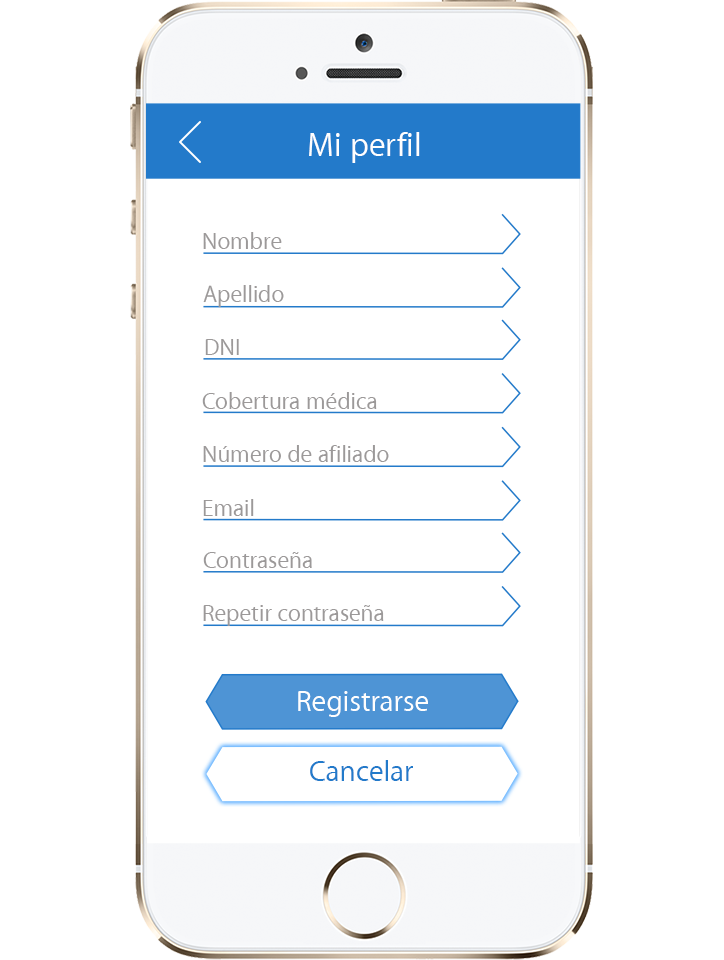 Mi perfil
Nombre
Apellido
DNI
Cobertura médica
Número de afiliado
Email
Contraseña
Repetir contraseña
Registrarse
Cancelar